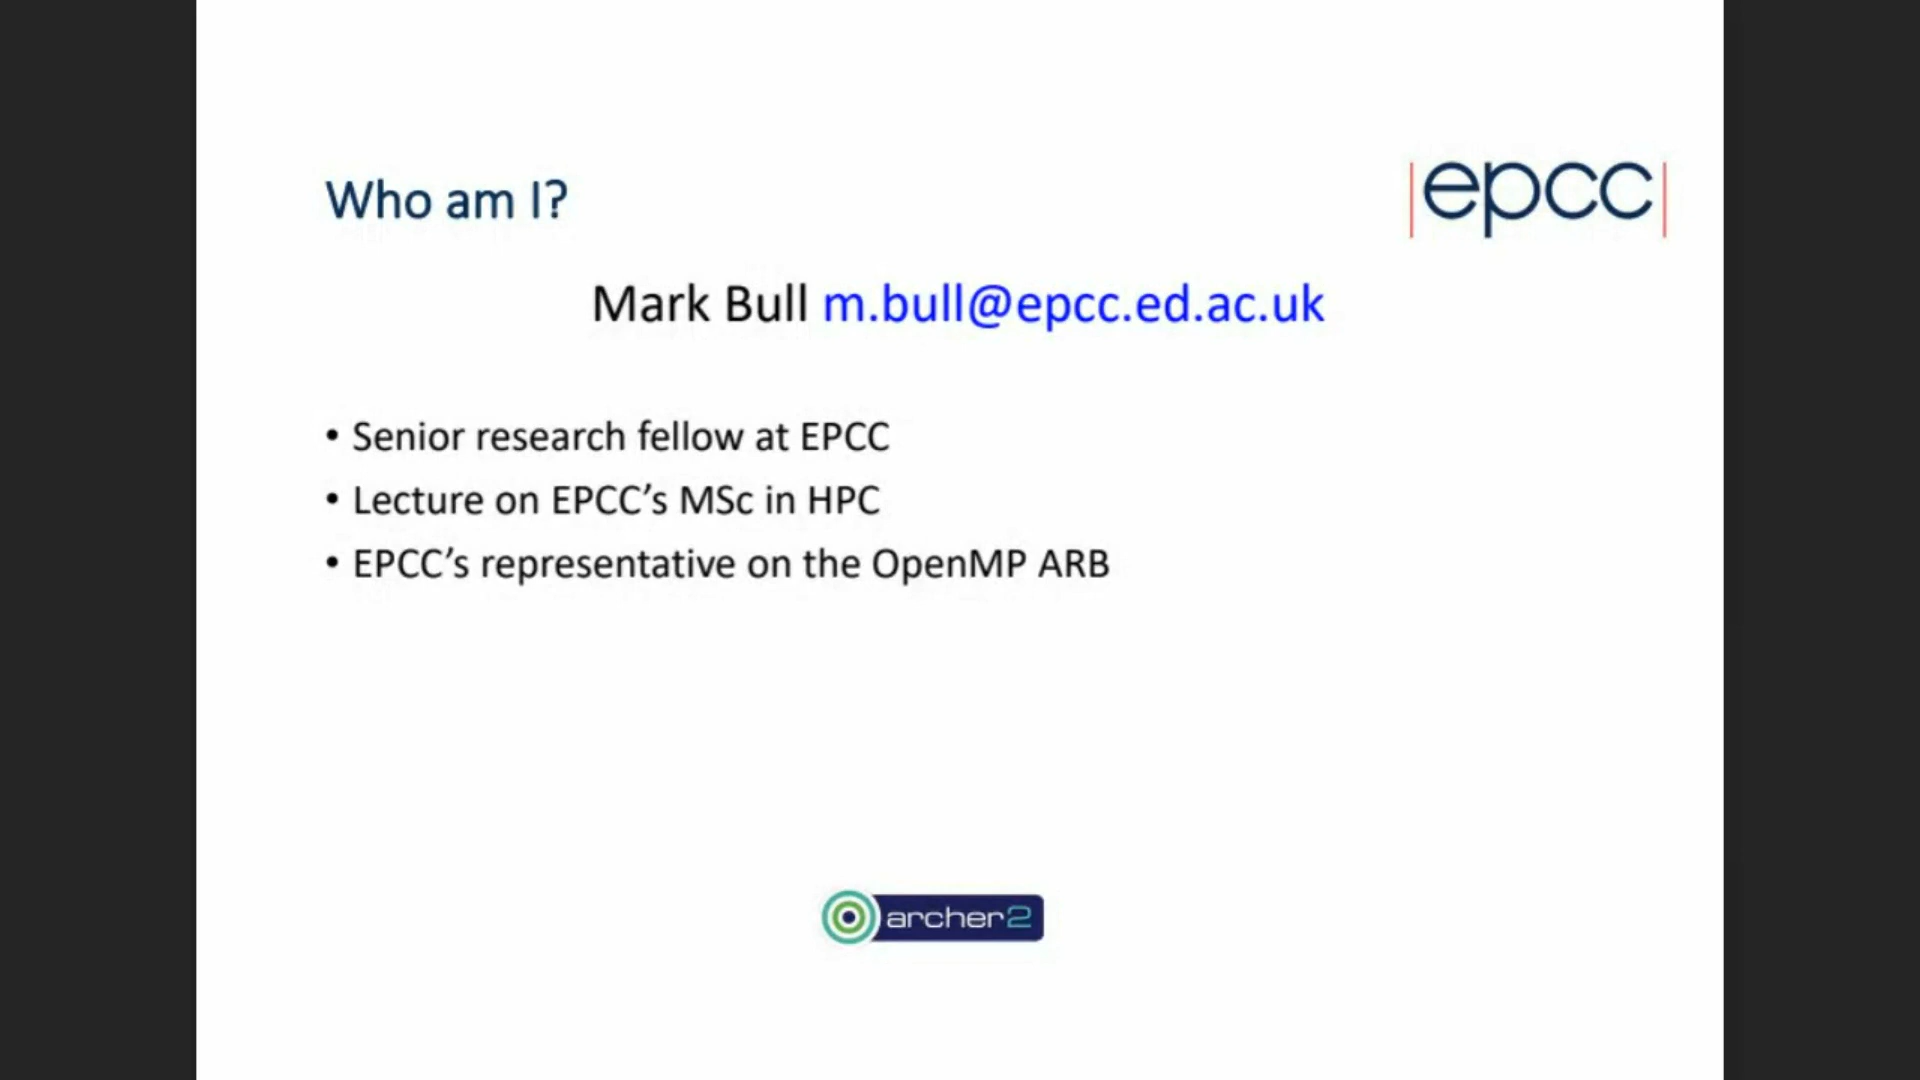 Who am I?
epcc
Mark Bull m.bull@epcc.ed.ac.uk
• Senior research fellow at EPCC
• Lecture on EPCC’s MSc in HPC
• EPCC’s representative on the OpenMP ARB
archer2